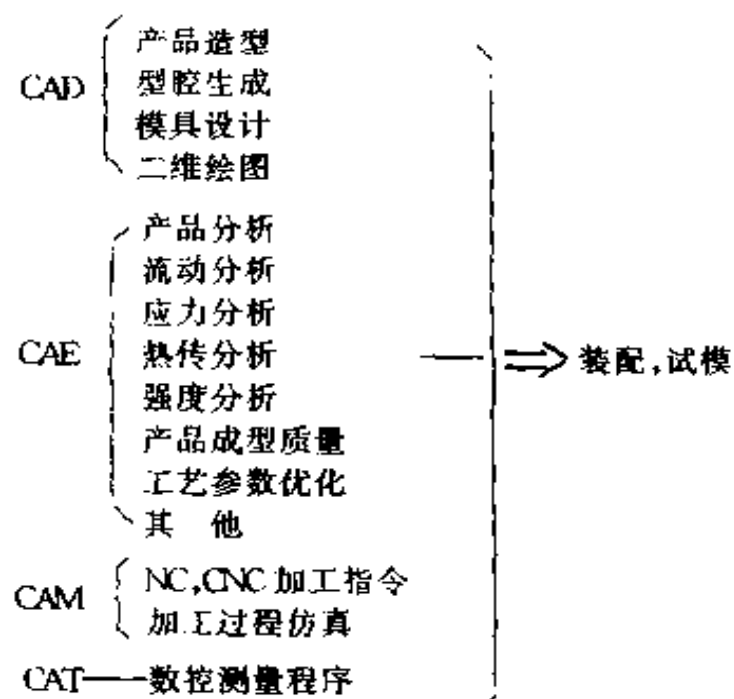 CAD
产品造型
型腔生成
模具设计
二维绘图
CAE
产品分析
流动分析
应力分析
热传分析
强度分析
产品成型质量
工艺参数优化
其 他
CAM
NC,CNC加工指令
加工过程仿真
CAT——数控测量程序
装配,试模